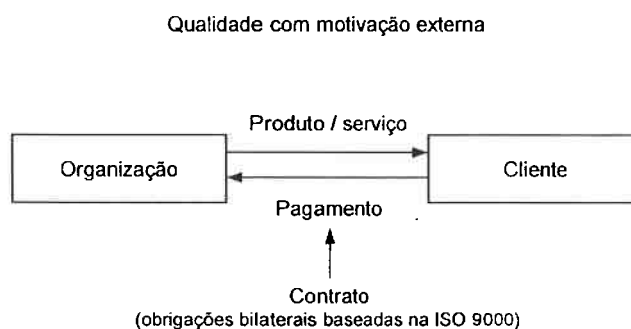 Qualidade com motivação externa
Produto / serviço
Organização
Cliente
Pagamento
Contrato
(obrigações bilaterais baseadas na ISO 9000)